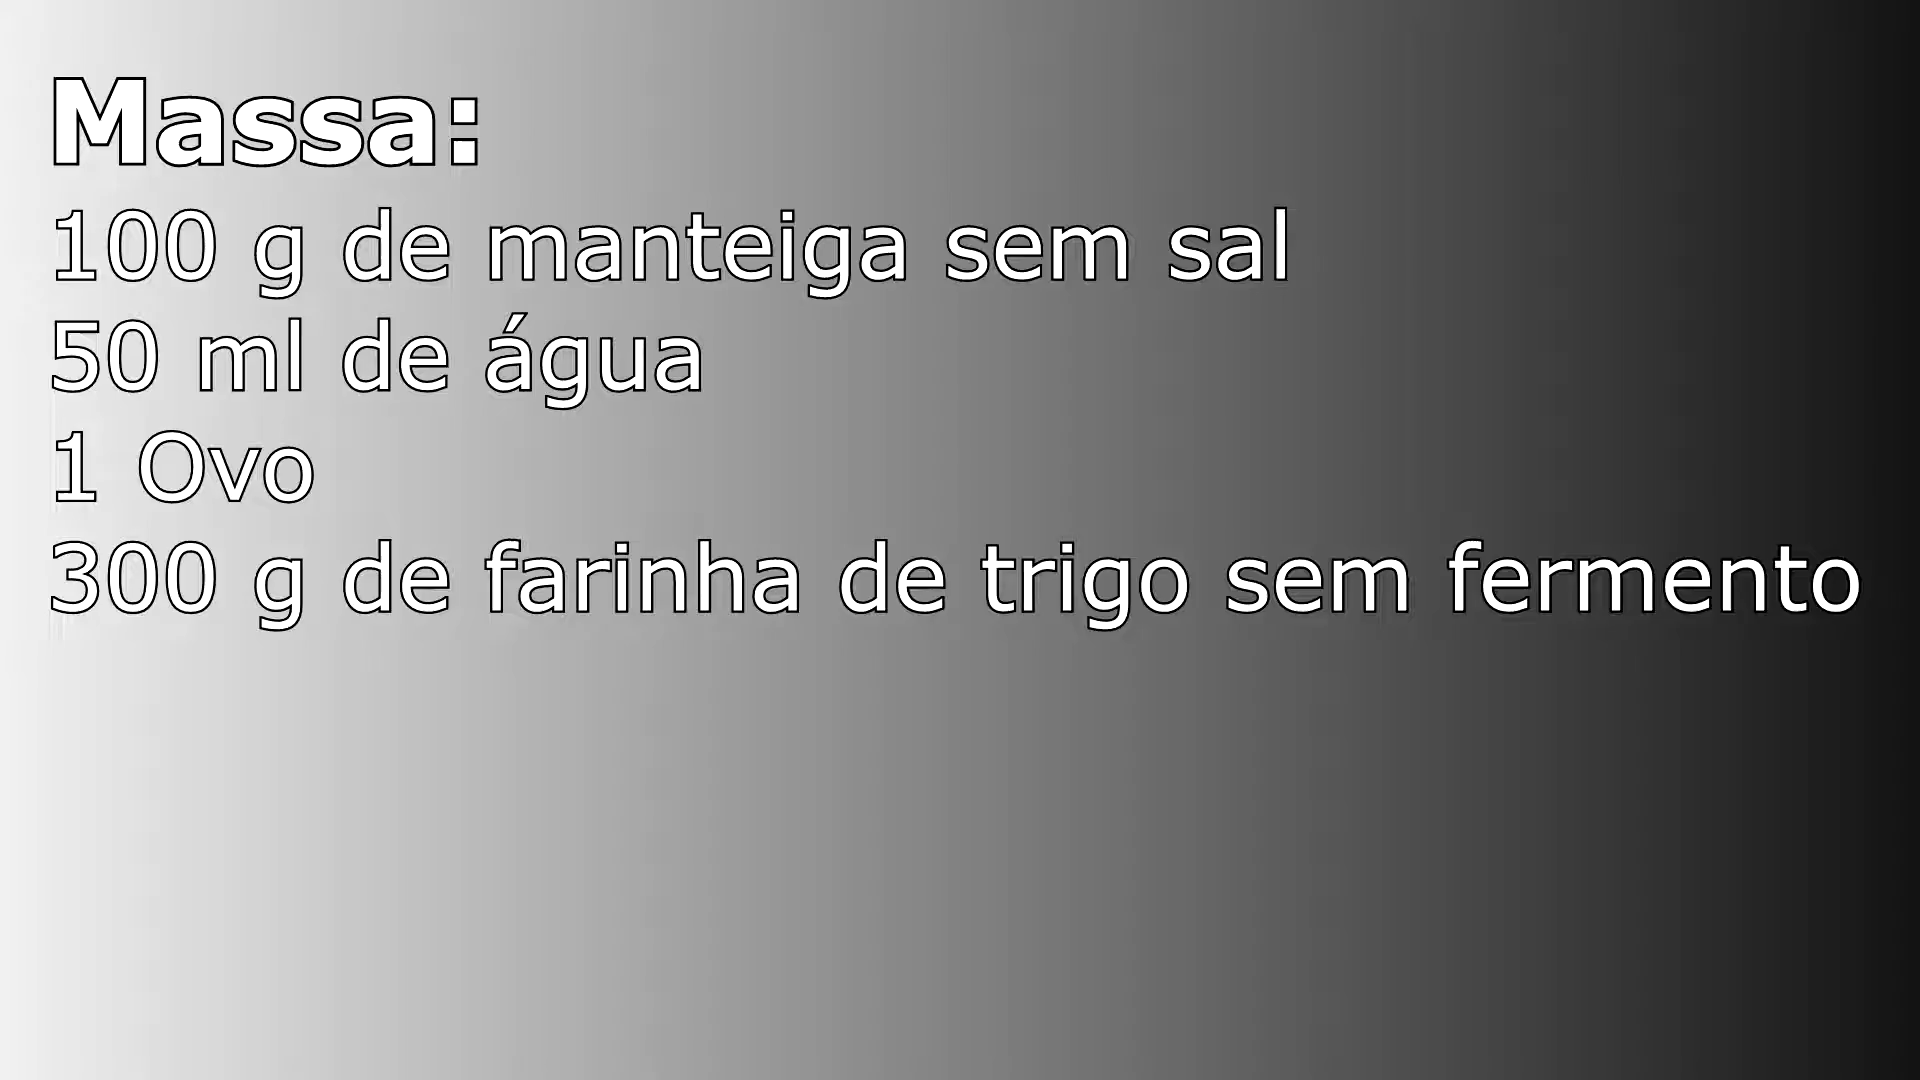 Massa:
100 g de manteiga sem sal
50 ml de água
1 Ovo
300 g de farinha de trigo sem fermento